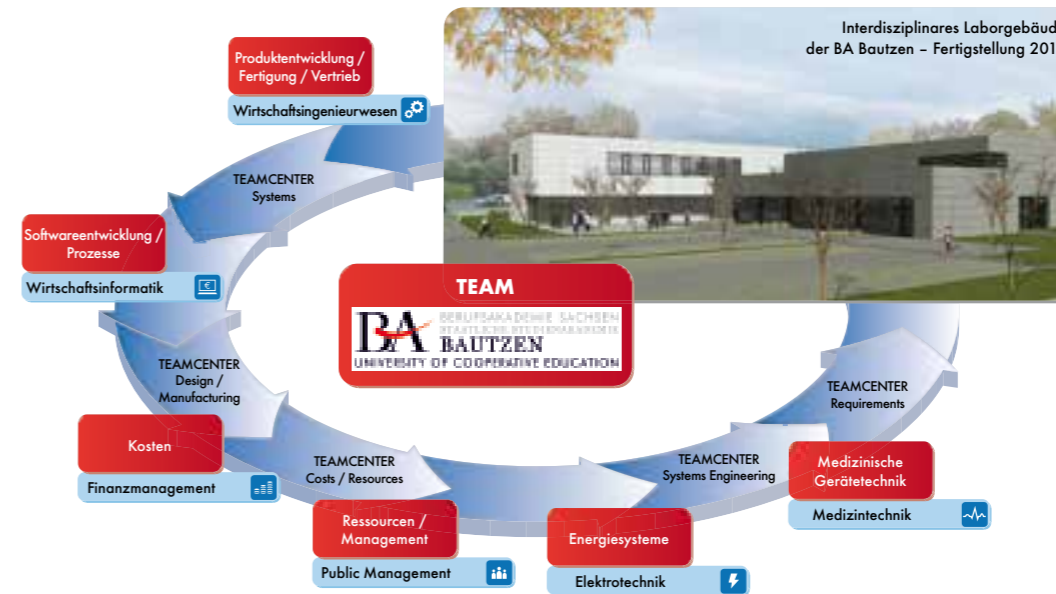 Interdisziplinares Laborgebäud
der BA Bautzen – Fertigstellung 201
Produktentwicklung /
Fertigung / Vertrieb
Wirtschaftsingenieurwesen
TEAMCENTER
Systems
Softwareentwicklung /
Prozesse
Wirtschaftsinformatik
€
TEAM
BA
BERUFSAKADEMIE SACHSEN
STAATLICHE STUDIENAKADEMIE
BAUTZEN
UNIVERSITY OF COOPERATIVE EDUCATION
TEAMCENTER
Design /
Manufacturing
TEAMCENTER
Requirements
Kosten
Finanzmanagement
TEAMCENTER
Costs / Resources
TEAMCENTER
Systems Engineering
Medizinische
Gerätetechnik
Medizintechnik
Ressourcen /
Management
Public Management
Energiesysteme
Elektrotechnik